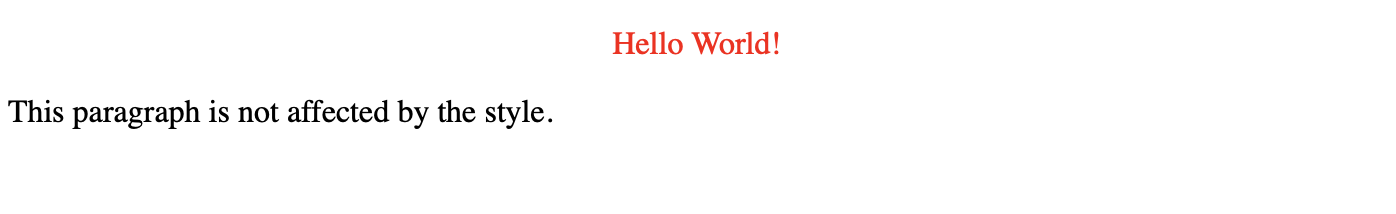 Hello World!
This paragraph is not affected by the style.